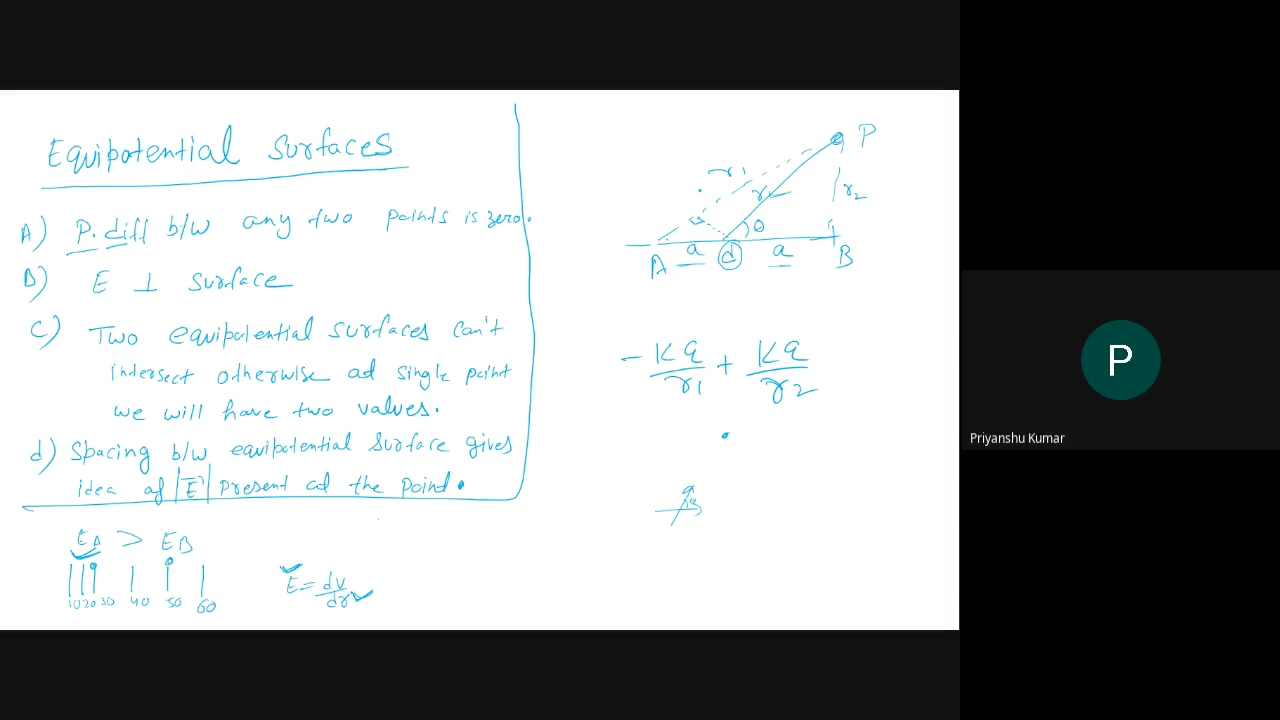 Equipotential Surfaces
A) P. diff b/w any two points is zero.
B) E ⊥ surface
C) Two equipotential surfaces can't
intersect otherwise at single point
we will have two values.
d) Spacing b/w equipotential surface gives
idea of |E| present at the point.
EA > EB
10 20 30 40 50 60
E = dv/dr
P
r1
r
r2
θ
A a d a B
- Kq/r1 + Kq/r2
P
Priyanshu Kumar